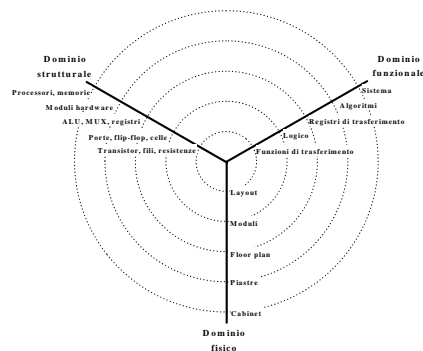 Dominio
strutturale
Dominio
funzionale
Processori, memorie
Moduli hardware
ALU, MUX, registri
Porte, flip-flop, celle
Transistor, fili, resistenze
Sistema
Algoritmi
Registri di trasferimento
Logico
Funzioni di trasferimento
Layout
Moduli
Floor plan
Piastre
Cabinet
Dominio
fisico